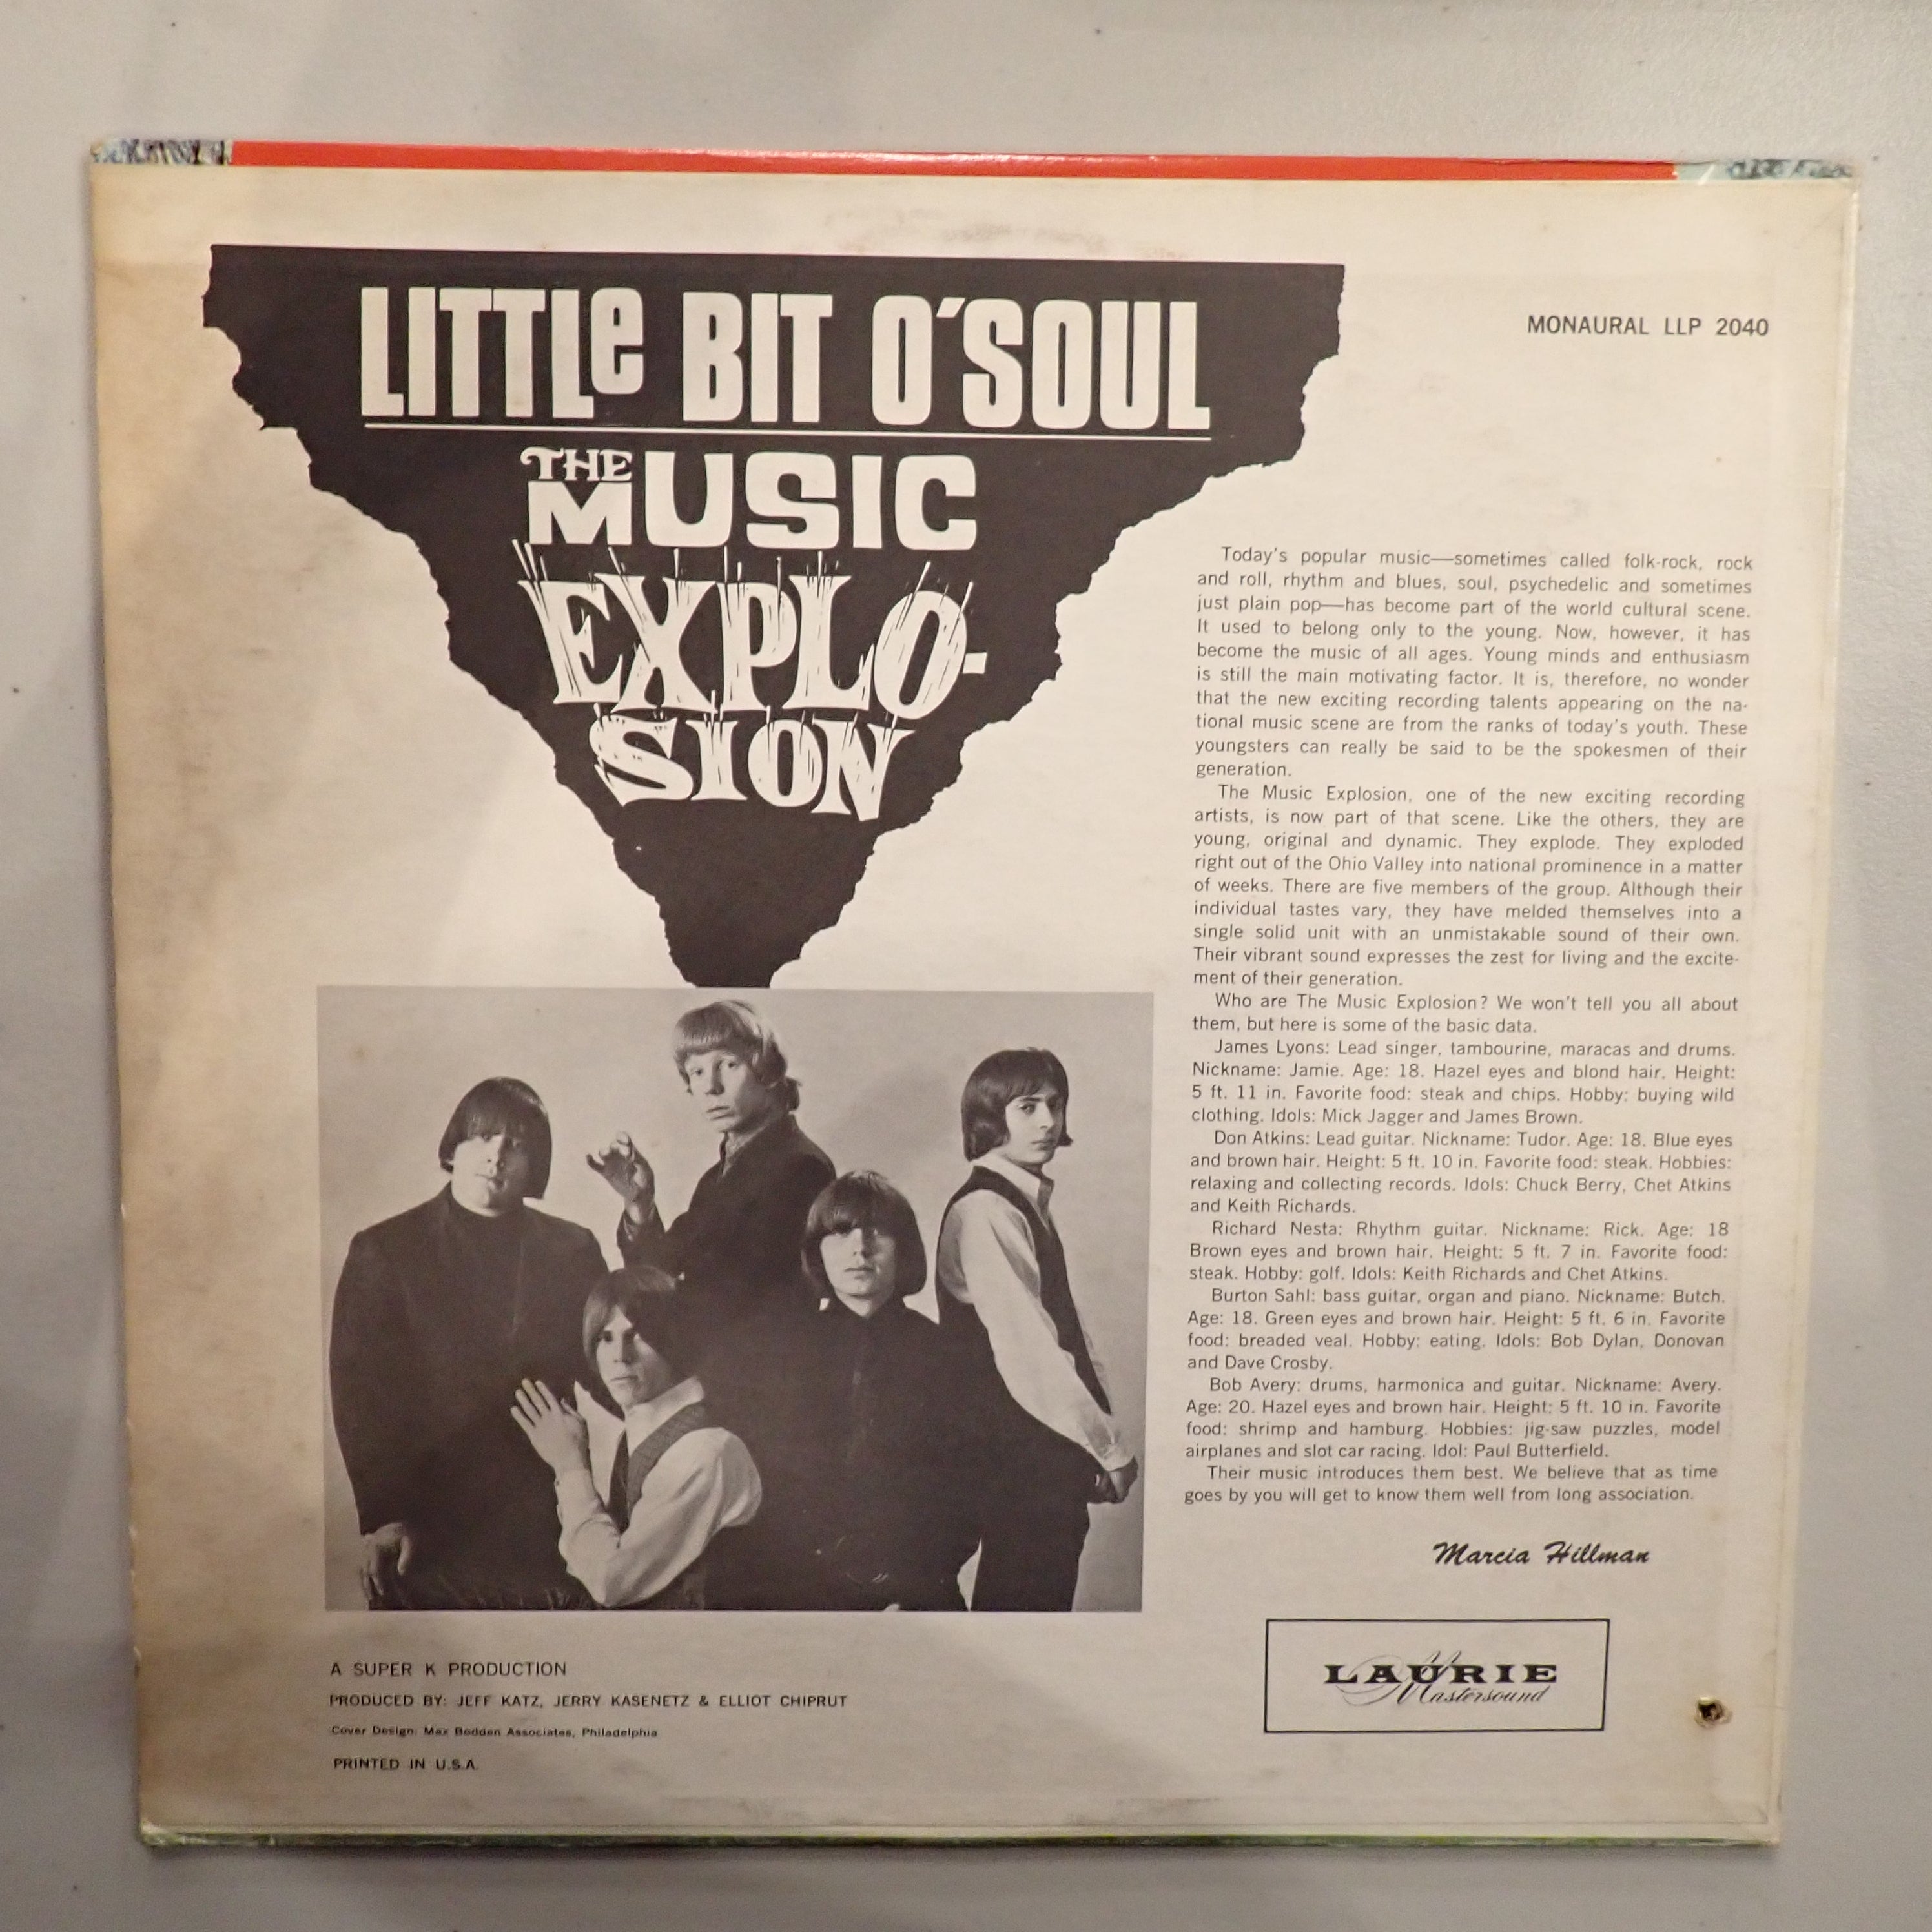 LITTLe BIT O'SOUL
THE
MUSIC
EXPLO-
SION
MONAURAL LLP 2040
Today's popular music—sometimes called folk-rock, rock
and roll, rhythm and blues, soul, psychedelic and sometimes
just plain pop—has become part of the world cultural scene.
It used to belong only to the young. Now, however, it has
become the music of all ages. Young minds and enthusiasm
is still the main motivating factor. It is, therefore, no wonder
that the new exciting recording talents appearing on the na-
tional music scene are from the ranks of today's youth. These
youngsters can really be said to be the spokesmen of their
generation.
The Music Explosion, one of the new exciting recording
artists, is now part of that scene. Like the others, they are
young, original and dynamic. They explode. They exploded
right out of the Ohio Valley into national prominence in a matter
of weeks. There are five members of the group. Although their
individual tastes vary, they have melded themselves into a
single solid unit with an unmistakable sound of their own.
Their vibrant sound expresses the zest for living and the excite-
ment of their generation.
Who are The Music Explosion? We won't tell you all about
them, but here is some of the basic data.
James Lyons: Lead singer, tambourine, maracas and drums.
Nickname: Jamie. Age: 18. Hazel eyes and blond hair. Height:
5 ft. 11 in. Favorite food: steak and chips. Hobby: buying wild
clothing. Idols: Mick Jagger and James Brown.
Don Atkins: Lead guitar. Nickname: Tudor. Age: 18. Blue eyes
and brown hair. Height: 5 ft. 10 in. Favorite food: steak. Hobbies:
relaxing and collecting records. Idols: Chuck Berry, Chet Atkins
and Keith Richards.
Richard Nesta: Rhythm guitar. Nickname: Rick. Age: 18
Brown eyes and brown hair. Height: 5 ft. 7 in. Favorite food:
steak. Hobby: golf. Idols: Keith Richards and Chet Atkins.
Burton Sahl: bass guitar, organ and piano. Nickname: Butch.
Age: 18. Green eyes and brown hair. Height: 5 ft. 6 in. Favorite
food: breaded veal. Hobby: eating. Idols: Bob Dylan, Donovan
and Dave Crosby.
Bob Avery: drums, harmonica and guitar. Nickname: Avery.
Age: 20. Hazel eyes and brown hair. Height: 5 ft. 10 in. Favorite
food: shrimp and hamburg. Hobbies: jig-saw puzzles, model
airplanes and slot car racing. Idol: Paul Butterfield.
Their music introduces them best. We believe that as time
goes by you will get to know them well from long association.
Marcia Hillman
LAURIE
Mastersound
A SUPER K PRODUCTION
PRODUCED BY: JEFF KATZ, JERRY KASENETZ & ELLIOT CHIPRUT
Cover Design: Max Bodden Associates, Philadelphia
PRINTED IN U.S.A.